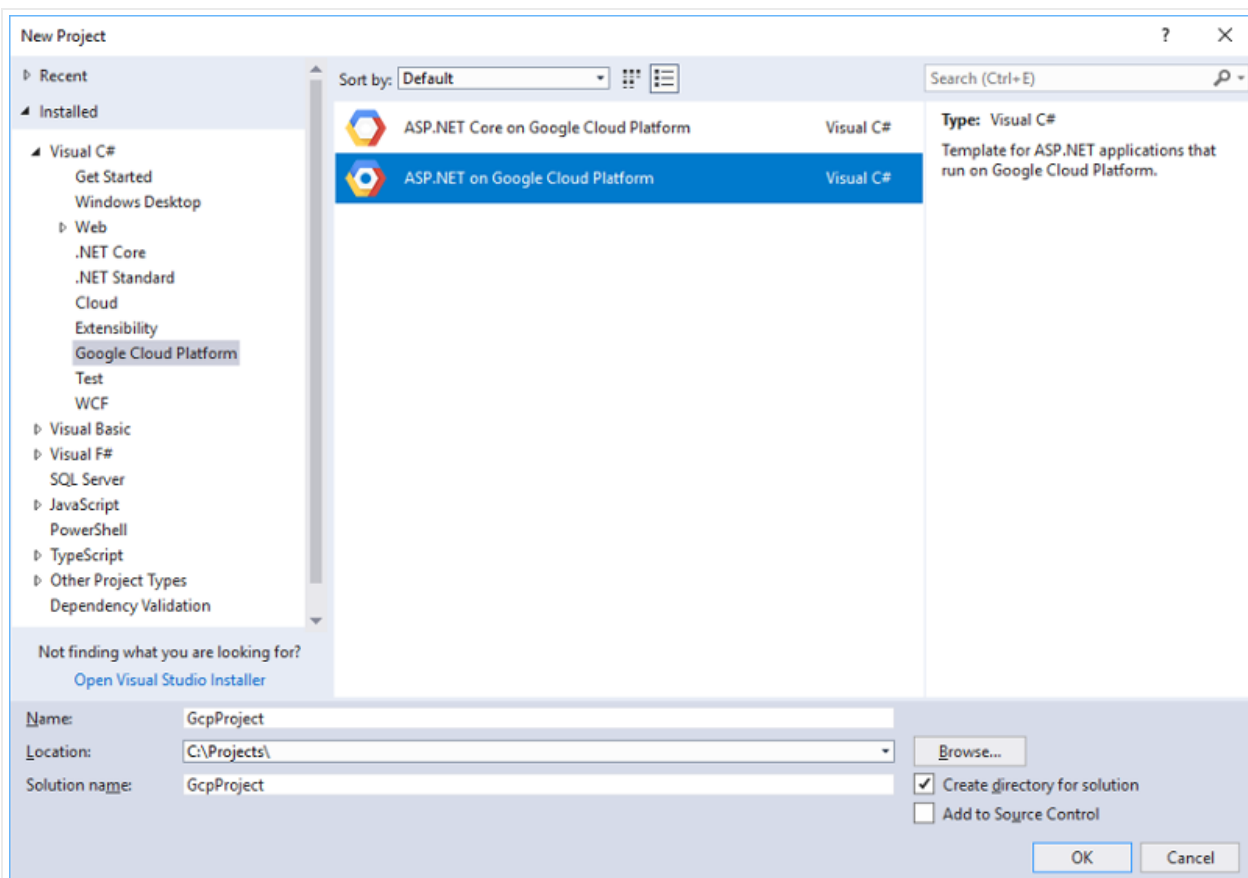 New Project
?
Recent
Installed
Visual C#
Get Started
Windows Desktop
Web
.NET Core
.NET Standard
Cloud
Extensibility
Google Cloud Platform
Test
WCF
Visual Basic
Visual F#
SQL Server
JavaScript
PowerShell
TypeScript
Other Project Types
Dependency Validation
Not finding what you are looking for?
Open Visual Studio Installer
Sort by: Default
ASP.NET Core on Google Cloud Platform Visual C#
ASP.NET on Google Cloud Platform Visual C#
Search (Ctrl+E)
Type: Visual C#
Template for ASP.NET applications that
run on Google Cloud Platform.
Name: GcpProject
Location: C:\Projects\
Browse...
Solution name: GcpProject
Create directory for solution
Add to Source Control
OK Cancel